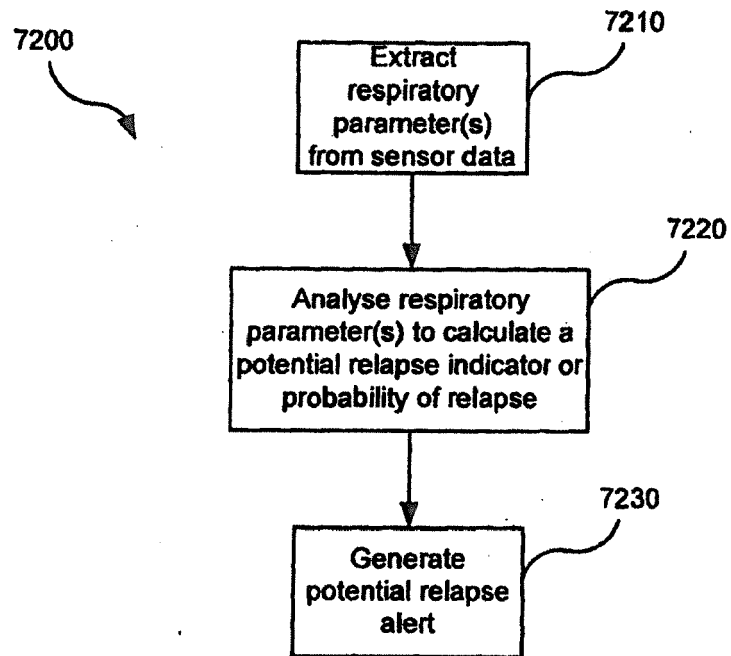 7200
7210
Extract
respiratory
parameter(s)
from sensor data
7220
Analyse respiratory
parameter(s) to calculate a
potential relapse indicator or
probability of relapse
7230
Generate
potential relapse
alert